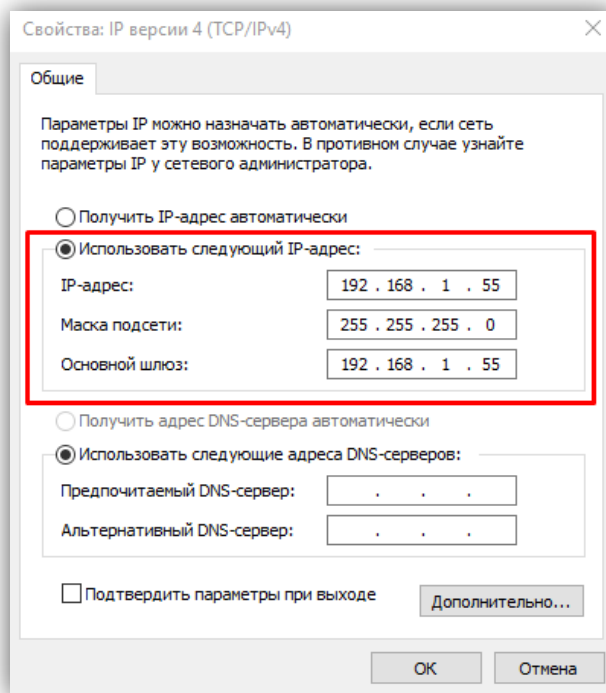 Свойства: IP версии 4 (TCP/IPv4)
Общие
Параметры IP можно назначать автоматически, если сеть
поддерживает эту возможность. В противном случае узнайте
параметры IP у сетевого администратора.
Получить IP-адрес автоматически
Использовать следующий IP-адрес:
IP-адрес: 192 . 168 . 1 . 55
Маска подсети: 255 . 255 . 255 . 0
Основной шлюз: 192 . 168 . 1 . 55
Получить адрес DNS-сервера автоматически
Использовать следующие адреса DNS-серверов:
Предпочитаемый DNS-сервер: . . .
Альтернативный DNS-сервер: . . .
Подтвердить параметры при выходе
Дополнительно...
ОК Отмена